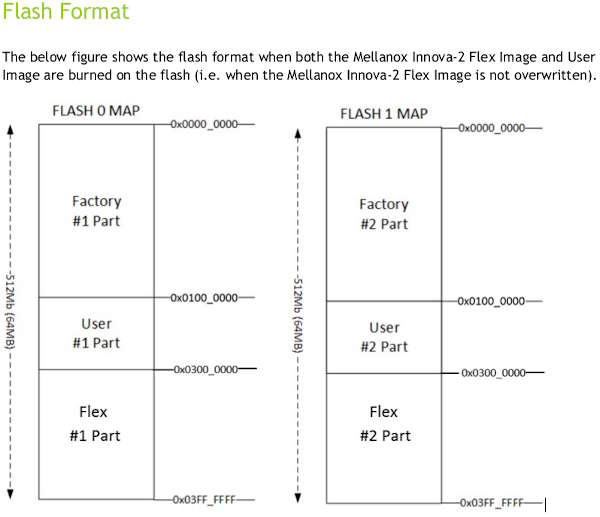 Flash Format
The below figure shows the flash format when both the Mellanox Innova-2 Flex Image and User
Image are burned on the flash (i.e. when the Mellanox Innova-2 Flex Image is not overwritten).
FLASH 0 MAP
0x0000_0000
Factory
#1 Part
512Mb (64MB)
0x0100_0000
User
#1 Part
0x0300_0000
Flex
#1 Part
0x03FF_FFFF
FLASH 1 MAP
0x0000_0000
Factory
#2 Part
512Mb (64MB)
0x0100_0000
User
#2 Part
0x0300_0000
Flex
#2 Part
0x03FF_FFFF